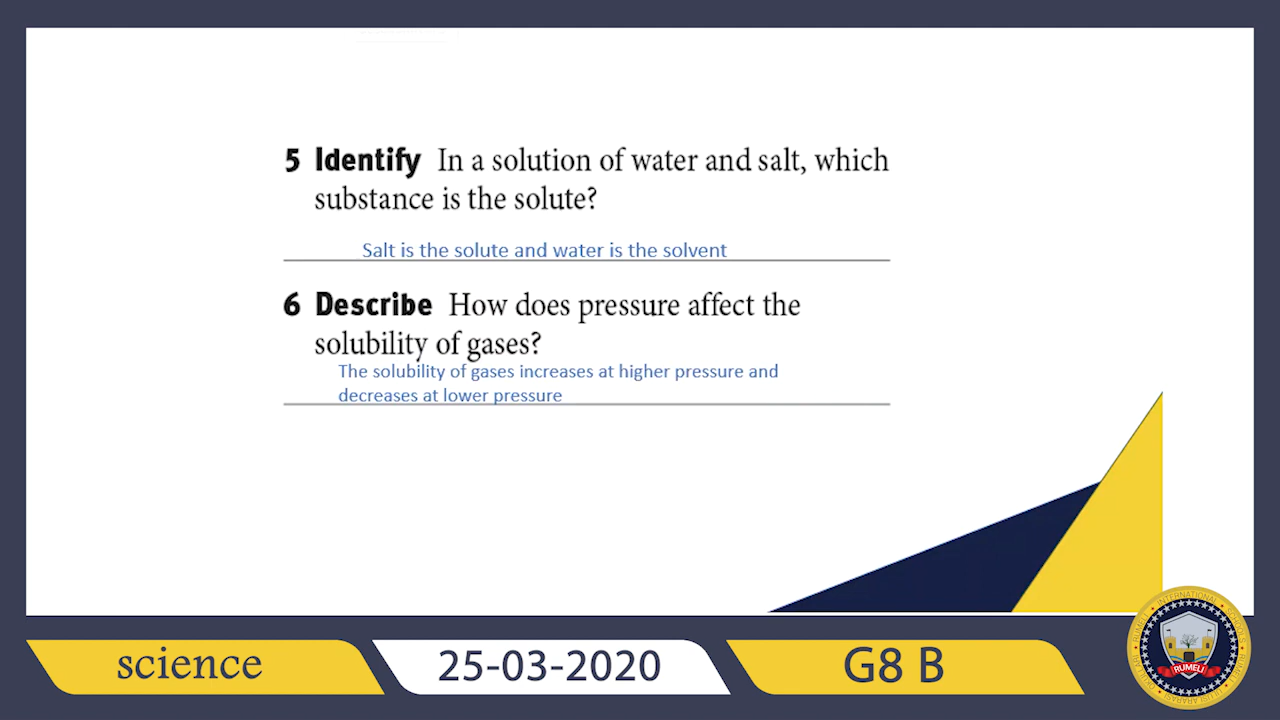 5 Identify In a solution of water and salt, which
substance is the solute?
Salt is the solute and water is the solvent
6 Describe How does pressure affect the
solubility of gases?
The solubility of gases increases at higher pressure and
decreases at lower pressure
science
25-03-2020
G8 B
RUMELI